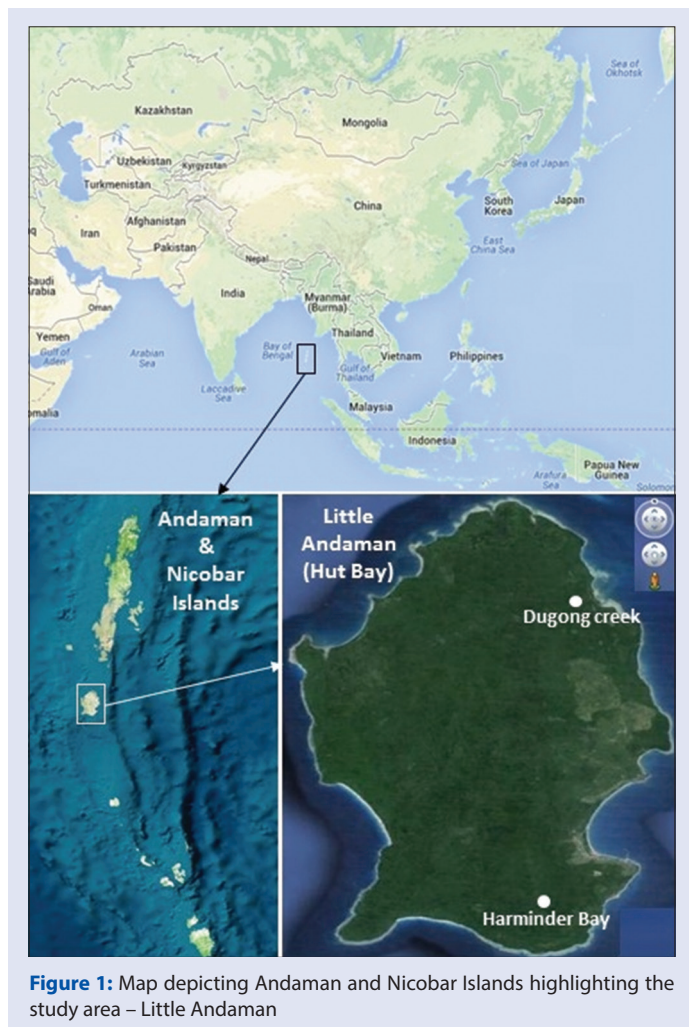 Sea of
Okhotsk
Kazakhstan
Mongolia
Uzbekistan
Kyrgyzstan
Sea of Japan
Turkmenistan
China
South
Korea
Japan
Afghanistan
Iran
Pakistan
East
China Sea
Nepal
Saudi
Arabia
India
Myanmar
(Burma)
Oman
Thailand
Yemen
Gulf of
Aden
Arabian
Sea
Bay of
Bengal
Vietnam
Philippines
Gulf of
Thailand
Laccadive
Sea
omalia
Malaysia
Indonesia
Papua New
Guinea
Arafura
Sea
Solomon
Andaman
&
Nicobar
Islands
Little
Andaman
(Hut Bay)
Dugong creek
Harminder Bay
Figure 1: Map depicting Andaman and Nicobar Islands highlighting the
study area – Little Andaman